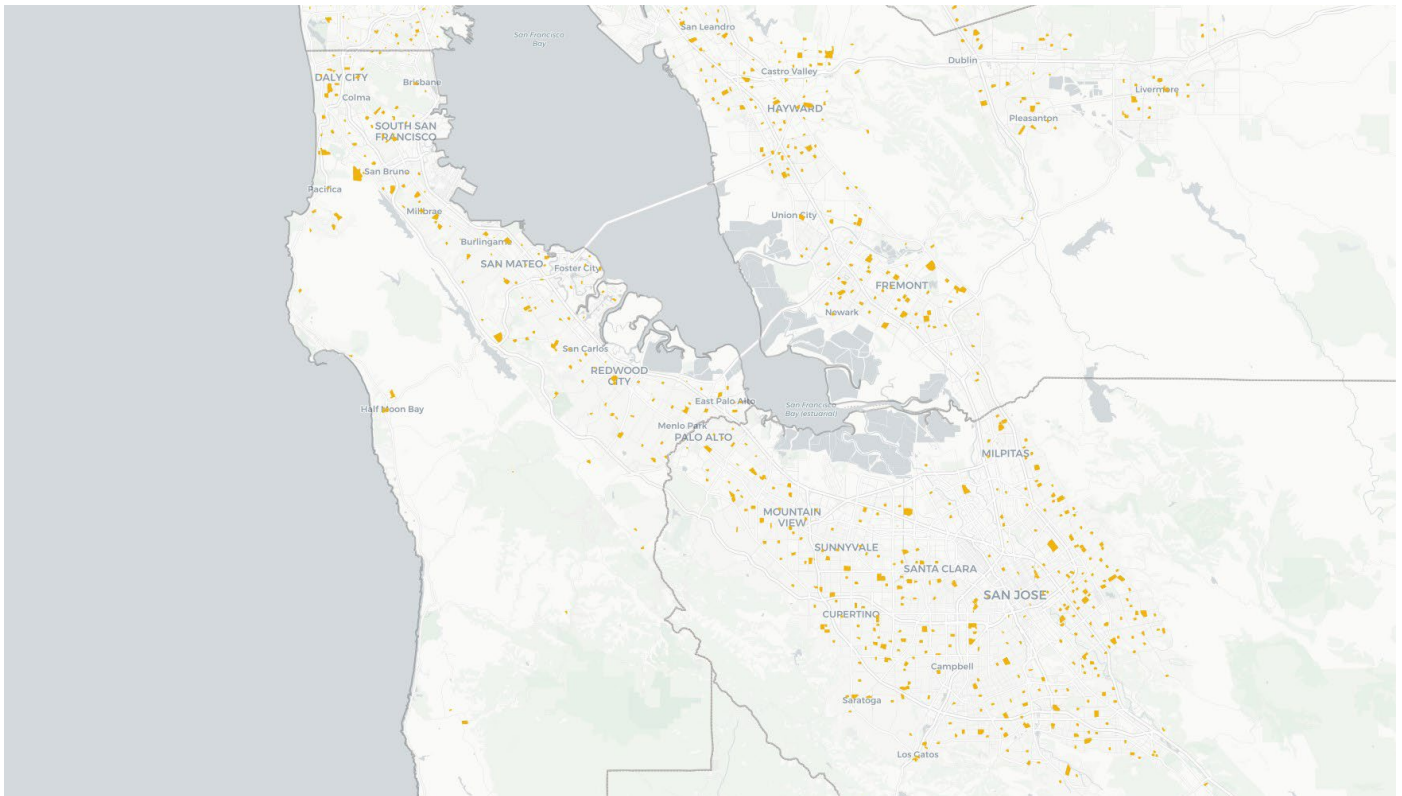 San Francisco
Bay
San Leandro
Dublin
DALY CITY
Brisbane
Castro Valley
Livermore
Colma
HAYWARD
Pleasanton
SOUTH SAN
FRANCISCO
San Bruno
Pacifica
Millbrae
Union City
Burlingame
SAN MATEO
Foster City
FREMONT
Newark
San Carlos
REDWOOD
CITY
East Palo Alto
San Francisco
Bay (estuarial)
Half Moon Bay
Menlo Park
PALO ALTO
MILPITAS
MOUNTAIN
VIEW
SUNNYVALE
SANTA CLARA
SAN JOSE
CUPERTINO
Campbell
Saratoga
Los Gatos